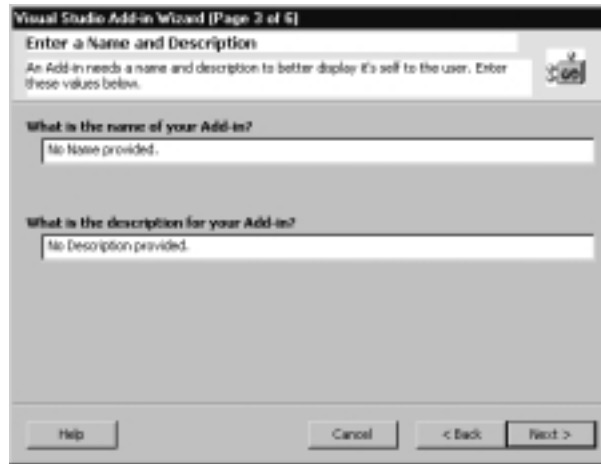 Visual Studio Add-in Wizard (Page 3 of 6)
Enter a Name and Description
An Add-in needs a name and description to better display it's self to the user. Enter
these values below.
What is the name of your Add-in?
No Name provided.
What is the description for your Add-in?
No Description provided.
Help
Cancel
< Back
Next >